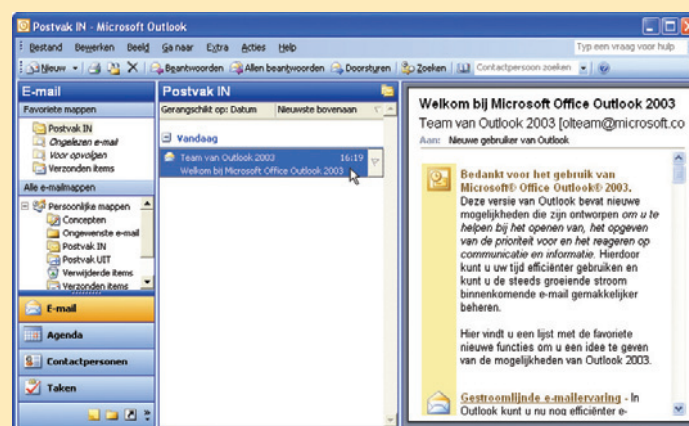 Postvak IN - Microsoft Outlook
Bestand Bewerken Beeld Ga naar Extra Acties Help
Typ een vraag voor hulp
Nieuw Beantwoorden Allen beantwoorden Doorsturen Zoeken Contactpersoon zoeken
E-mail
Favoriete mappen
Postvak IN
Ongelezen e-mail
Voor opvolgen
Verzonden items
Alle e-mailmappen
Persoonlijke mappen
Concepten
Ongewenste e-mail
Postvak IN
Postvak UIT
Verwijderde items
Verzonden items
E-mail
Agenda
Contactpersonen
Taken
Postvak IN
Gerangschikt op: Datum Nieuwste bovenaan
Vandaag
Team van Outlook 2003 16:19
Welkom bij Microsoft Office Outlook 2003
Welkom bij Microsoft Office Outlook 2003
Team van Outlook 2003 [olteam@microsoft.co
Aan: Nieuwe gebruiker van Outlook
Bedankt voor het gebruik van
Microsoft® Office Outlook® 2003.
Deze versie van Outlook bevat nieuwe
mogelijkheden die zijn ontworpen om u te
helpen bij het openen van, het opgeven
van de prioriteit voor en het reageren op
communicatie en informatie. Hierdoor
kunt u uw tijd efficiënter gebruiken en
kunt u de steeds groeiende stroom
binnenkomende e-mail gemakkelijker
beheren.
Hier vindt u een lijst met de favoriete
nieuwe functies om u een idee te geven
van de mogelijkheden van Outlook 2003.
Gestroomlijnde e-mailervaring - In
Outlook kunt u nu nog efficiënter e-